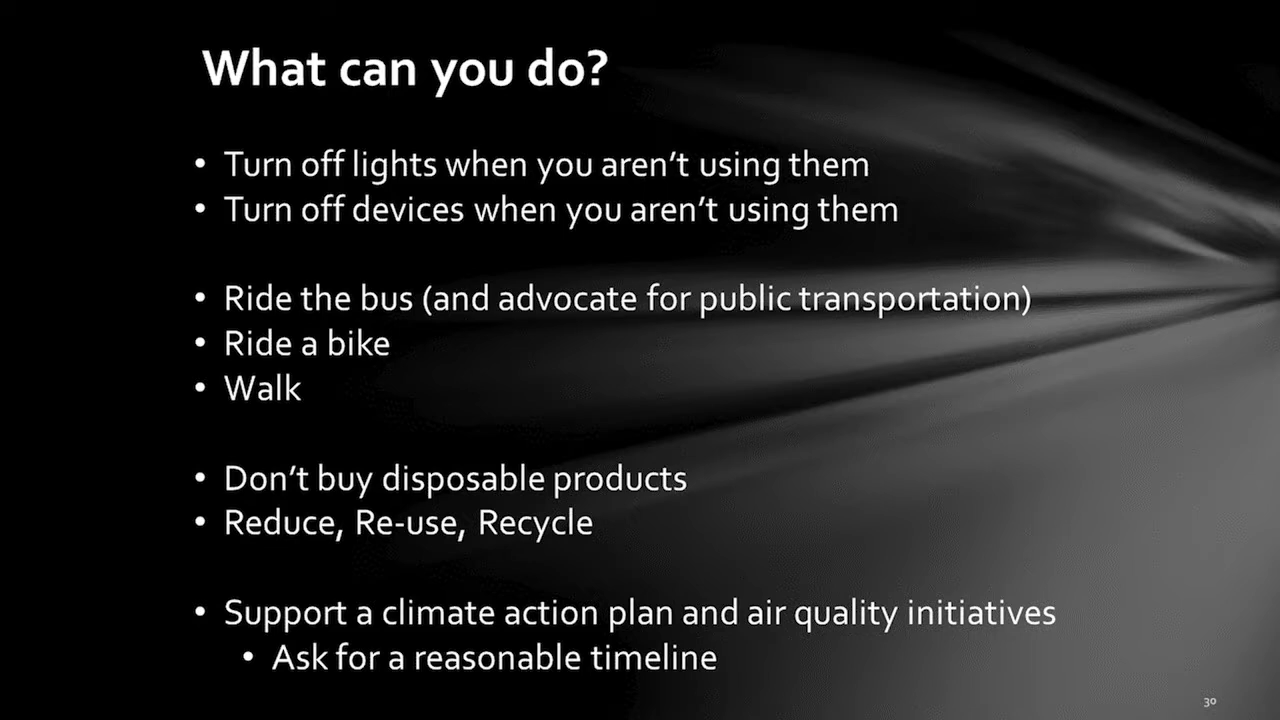 What can you do?
• Turn off lights when you aren’t using them
• Turn off devices when you aren’t using them
• Ride the bus (and advocate for public transportation)
• Ride a bike
• Walk
• Don’t buy disposable products
• Reduce, Re-use, Recycle
• Support a climate action plan and air quality initiatives
• Ask for a reasonable timeline
30